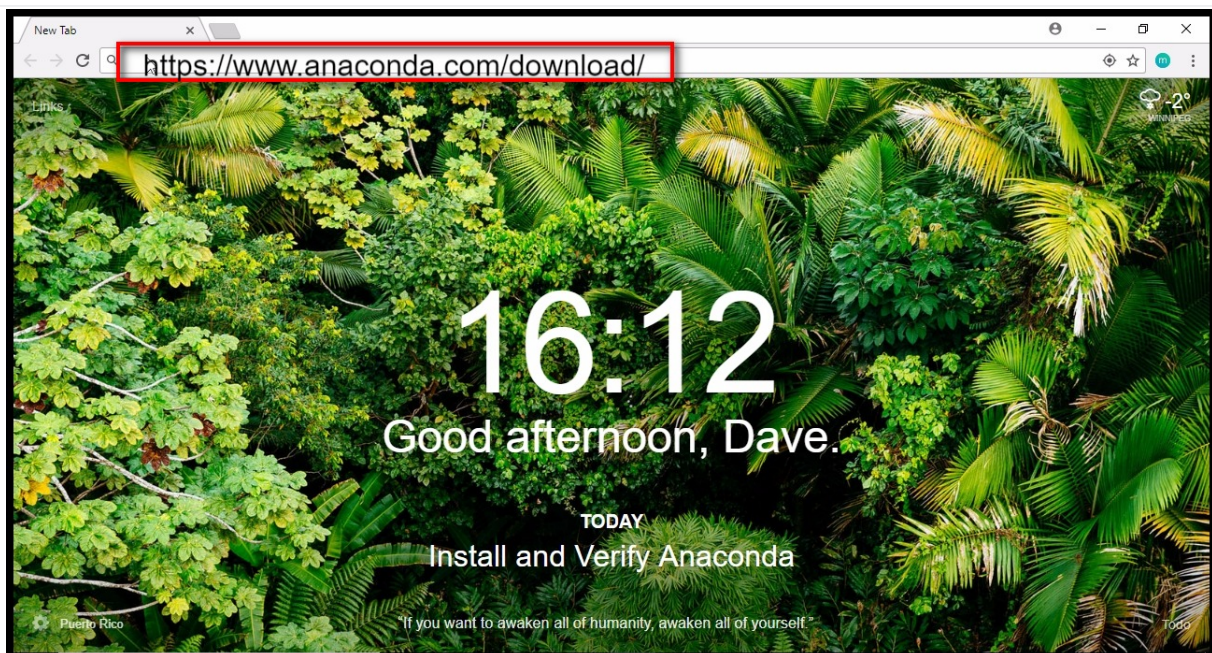 New Tab
https://www.anaconda.com/download/
Links
-2°
WINNIPEG
m
16:12
Good afternoon, Dave.
TODAY
Install and Verify Anaconda
Puerto Rico
"If you want to awaken all of humanity, awaken all of yourself."
Todo